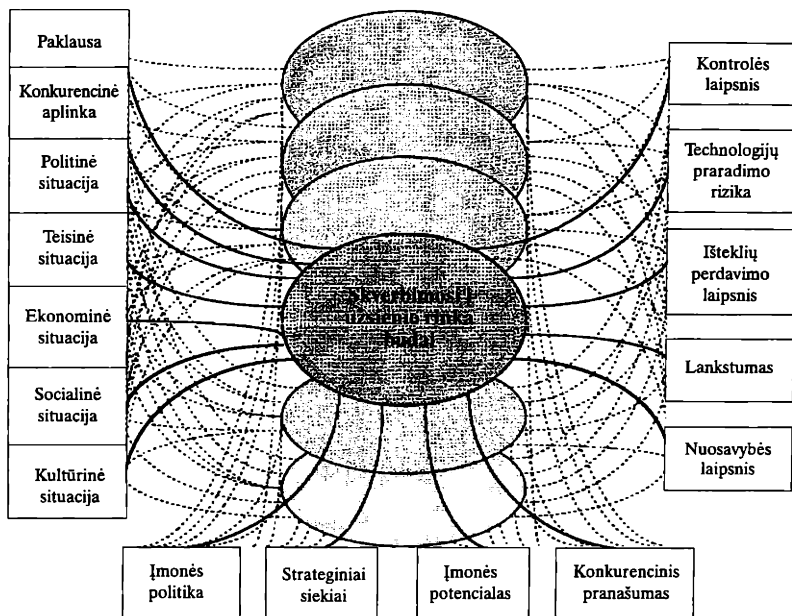 Paklausa
Konkurencinė
aplinka
Politinė
situacija
Teisinė
situacija
Ekonominė
situacija
Socialinė
situacija
Kultūrinė
situacija
Skverbimosi į
užsienio rinką
būdai
Kontrolės
laipsnis
Technologijų
praradimo
rizika
Išteklių
perdavimo
laipsnis
Lankstumas
Nuosavybės
laipsnis
Įmonės
politika
Strateginiai
siekiai
Įmonės
potencialas
Konkurencinis
pranašumas